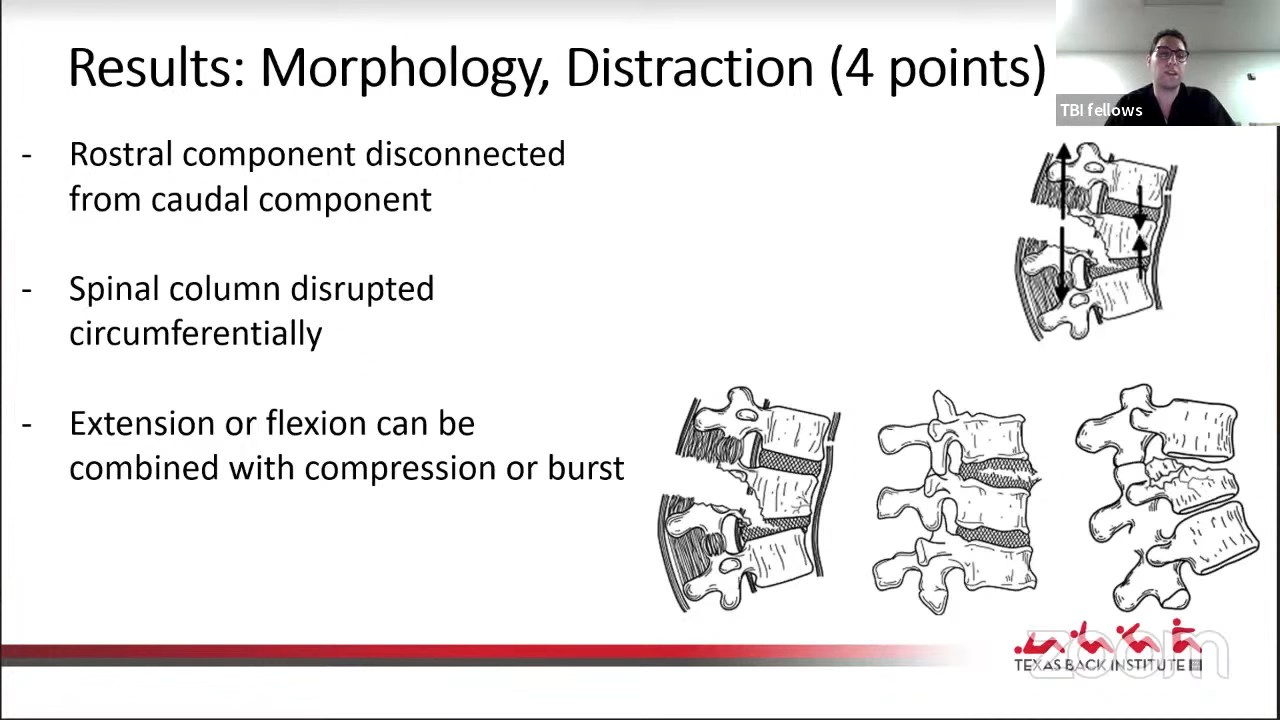 Results: Morphology, Distraction (4 points)
TBI fellows
- Rostral component disconnected
from caudal component
- Spinal column disrupted
circumferentially
- Extension or flexion can be
combined with compression or burst
zoom
TEXAS BACK INSTITUTE